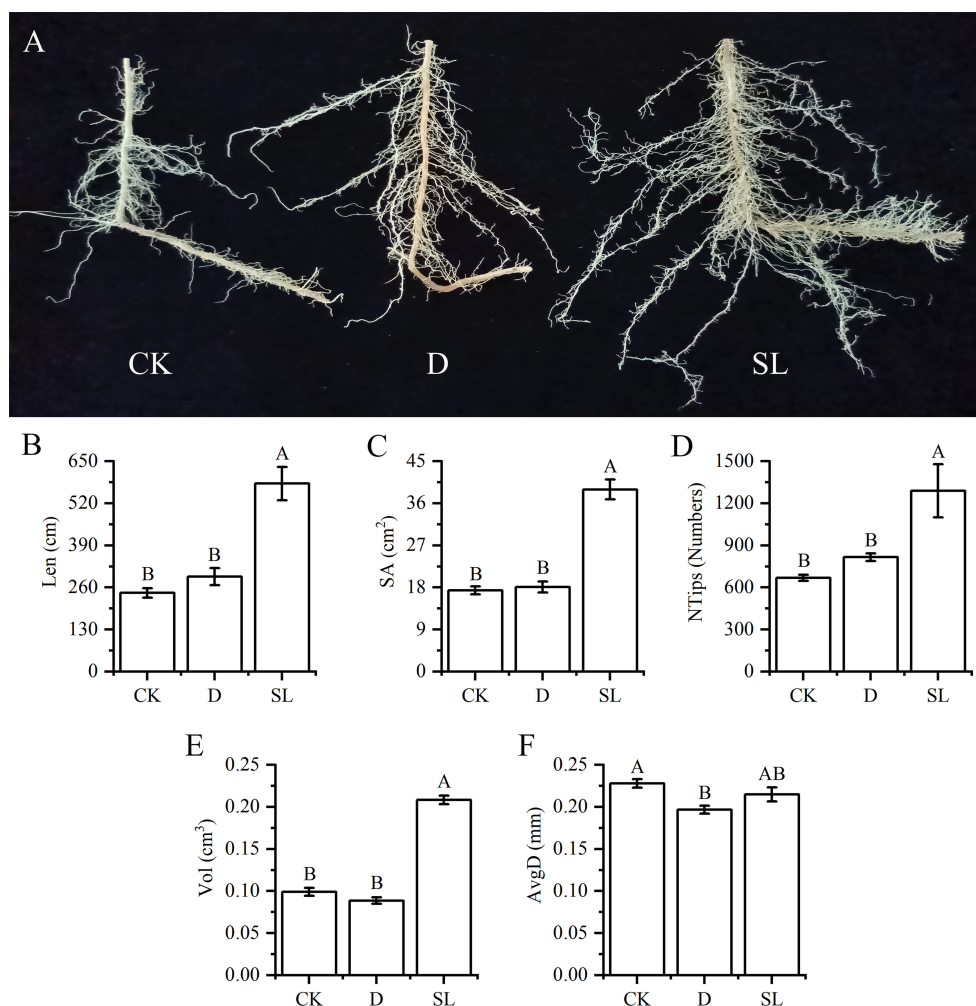 A
CK
D
SL
B
Len (cm)
650
520
390
260
130
0
B
B
A
CK
D
SL
C
SA (cm²)
45
36
27
18
9
0
B
B
A
CK
D
SL
D
NTips (Numbers)
1500
1200
900
600
300
0
B
B
A
CK
D
SL
E
Vol (cm³)
0.25
0.20
0.15
0.10
0.05
0.00
B
B
A
CK
D
SL
F
AvgD (mm)
0.25
0.20
0.15
0.10
0.05
0.00
A
B
AB
CK
D
SL